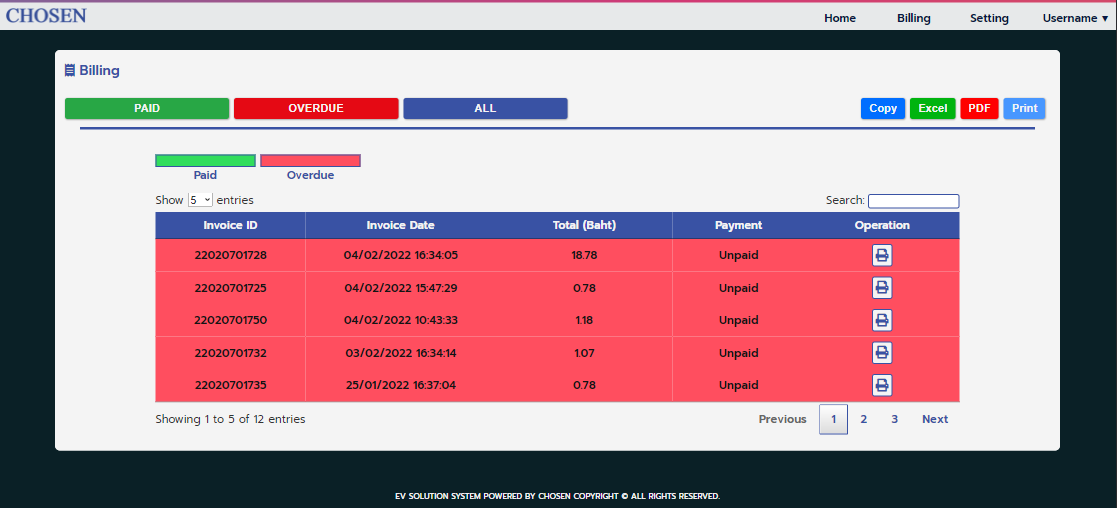 CHOSEN
Home Billing Setting Username ▾
Billing
PAID OVERDUE ALL Copy Excel PDF Print
Paid Overdue
Show 5 entries Search:
Invoice ID Invoice Date Total (Baht) Payment Operation
22020701728 04/02/2022 16:34:05 18.78 Unpaid
22020701725 04/02/2022 15:47:29 0.78 Unpaid
22020701750 04/02/2022 10:43:33 1.18 Unpaid
22020701732 03/02/2022 16:34:14 1.07 Unpaid
22020701735 25/01/2022 16:37:04 0.78 Unpaid
Showing 1 to 5 of 12 entries Previous 1 2 3 Next
EV SOLUTION SYSTEM POWERED BY CHOSEN COPYRIGHT © ALL RIGHTS RESERVED.